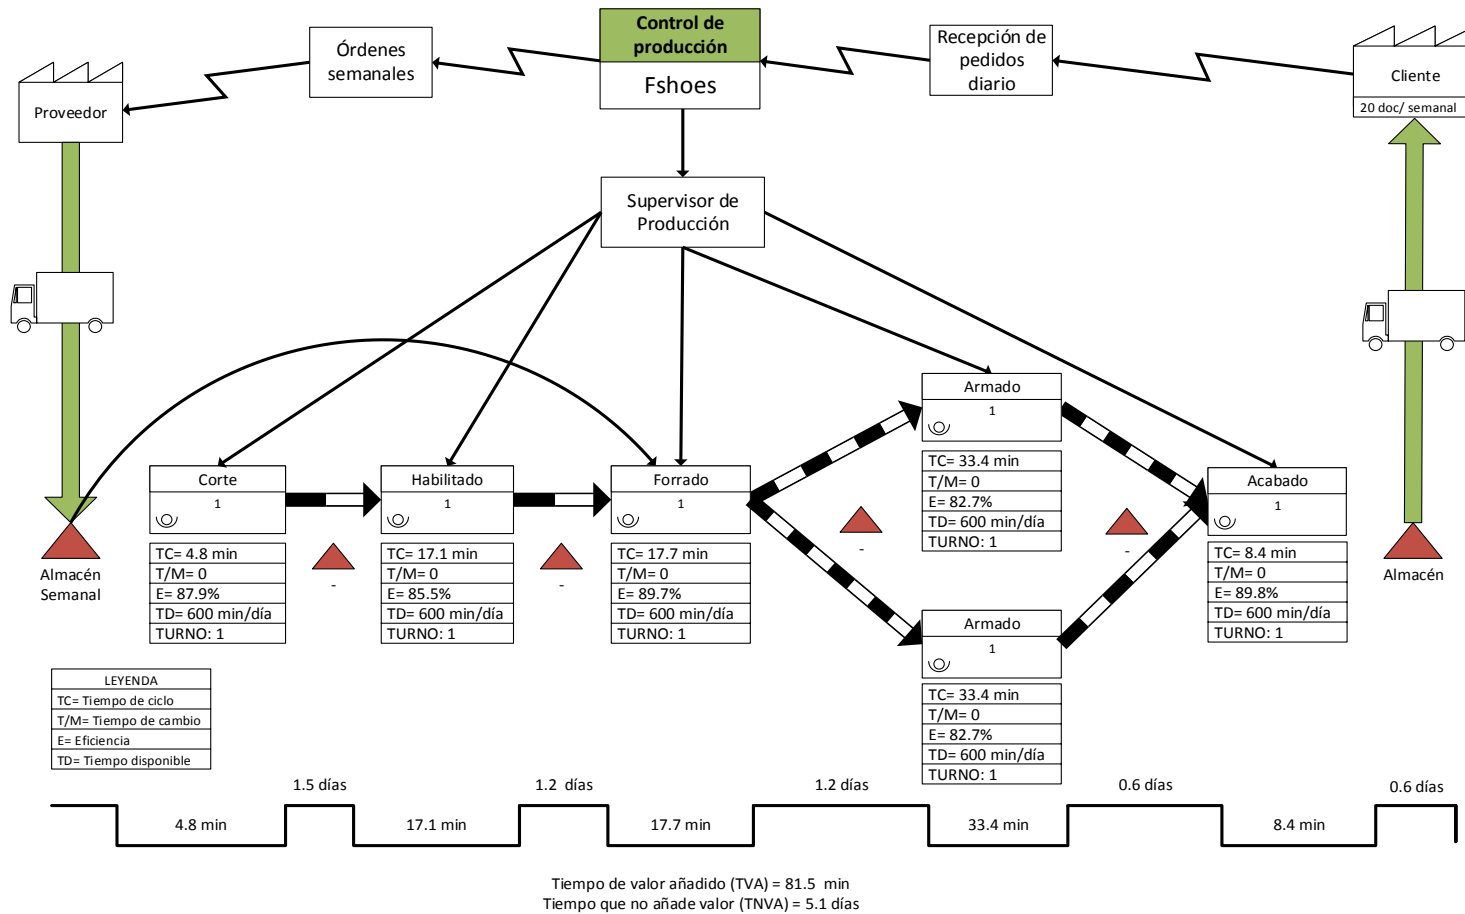 Control de
producción
Fshoes
Órdenes
semanales
Recepción de
pedidos
diario
Proveedor
Cliente
20 doc/ semanal
Supervisor de
Producción
Almacén
Semanal
Corte
1
TC= 4.8 min
T/M= 0
E= 87.9%
TD= 600 min/día
TURNO: 1
-
Habilitado
1
TC= 17.1 min
T/M= 0
E= 85.5%
TD= 600 min/día
TURNO: 1
-
Forrado
1
TC= 17.7 min
T/M= 0
E= 89.7%
TD= 600 min/día
TURNO: 1
-
Armado
1
TC= 33.4 min
T/M= 0
E= 82.7%
TD= 600 min/día
TURNO: 1
Armado
1
TC= 33.4 min
T/M= 0
E= 82.7%
TD= 600 min/día
TURNO: 1
-
Acabado
1
TC= 8.4 min
T/M= 0
E= 89.8%
TD= 600 min/día
TURNO: 1
Almacén
LEYENDA
TC= Tiempo de ciclo
T/M= Tiempo de cambio
E= Eficiencia
TD= Tiempo disponible
1.5 días
1.2 días
1.2 días
0.6 días
0.6 días
4.8 min
17.1 min
17.7 min
33.4 min
8.4 min
Tiempo de valor añadido (TVA) = 81.5 min
Tiempo que no añade valor (TNVA) = 5.1 días